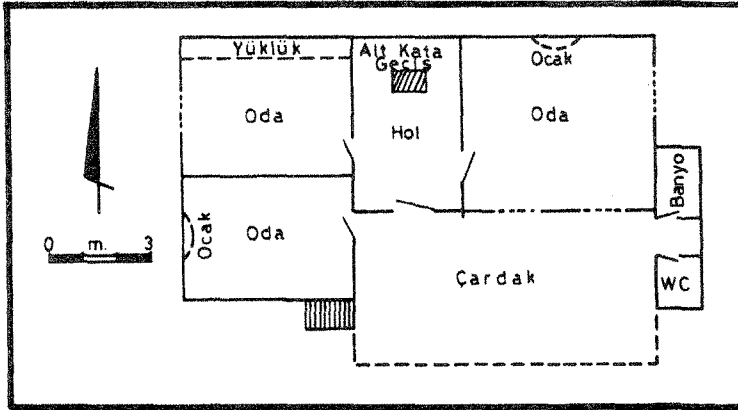 Yüklük
Alt Kata
Geçiş
Ocak
Oda
Oda
Hol
Banyo
0 m. 3
Ocak
Oda
Çardak
WC